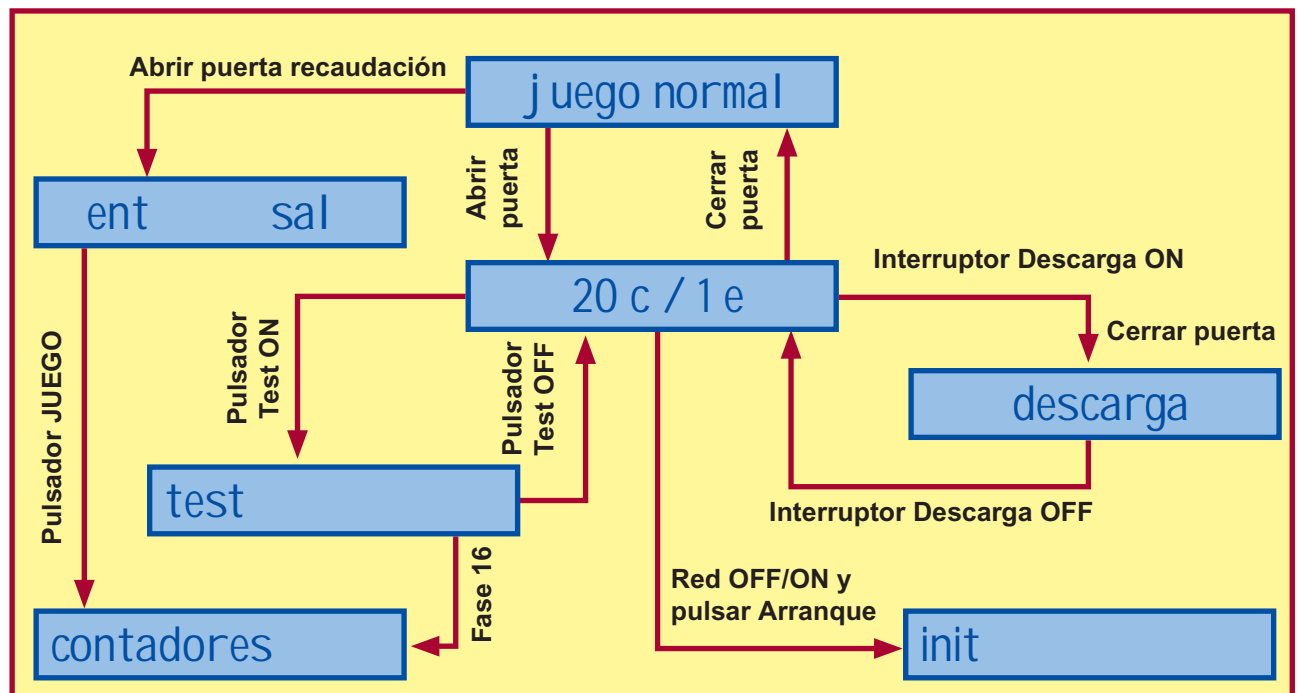 Abrir puerta recaudación
juego normal
Abrir
puerta
Cerrar
puerta
ent sal
Interruptor Descarga ON
20 c / 1 e
Cerrar puerta
Pulsador JUEGO
Pulsador
Test ON
Pulsador
Test OFF
descarga
test
Interruptor Descarga OFF
Fase 16
Red OFF/ON y
pulsar Arranque
contadores
init